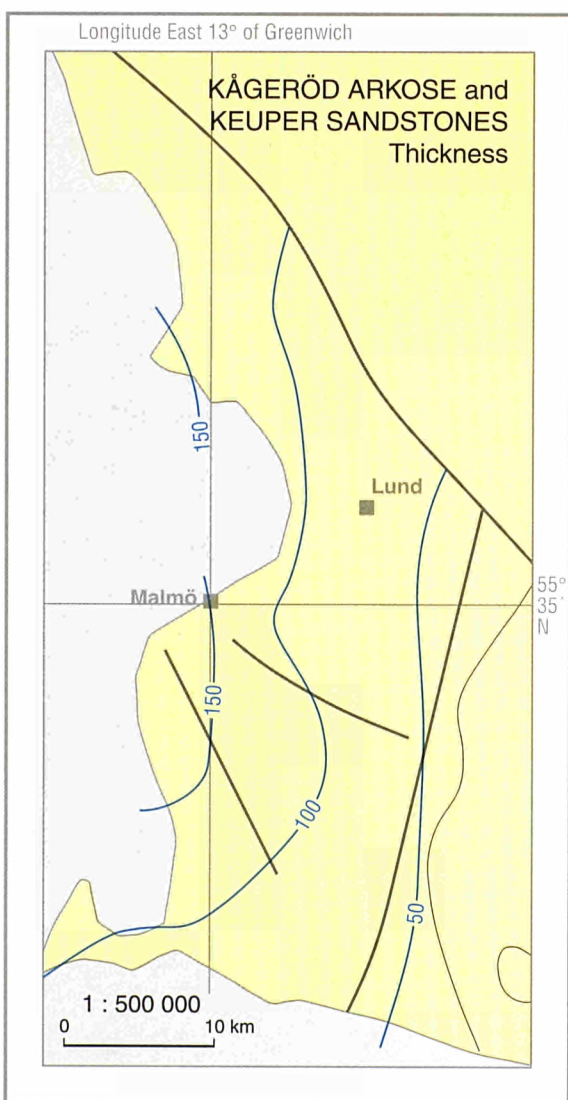 Longitude East 13° of Greenwich
KÅGERÖD ARKOSE and
KEUPER SANDSTONES
Thickness
150
Lund
Malmö
55°
35´
N
150
100
50
1 : 500 000
0 10 km